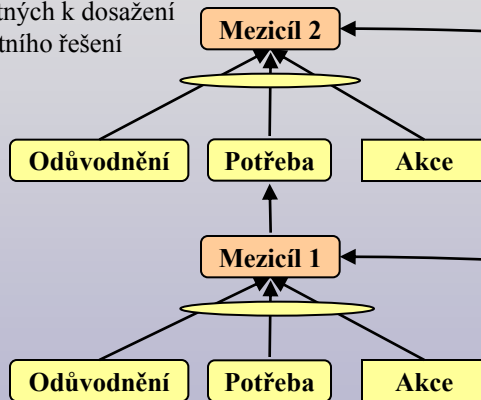 tných k dosažení
tního řešení
Mezicíl 2
Odůvodnění Potřeba Akce
Mezicíl 1
Odůvodnění Potřeba Akce